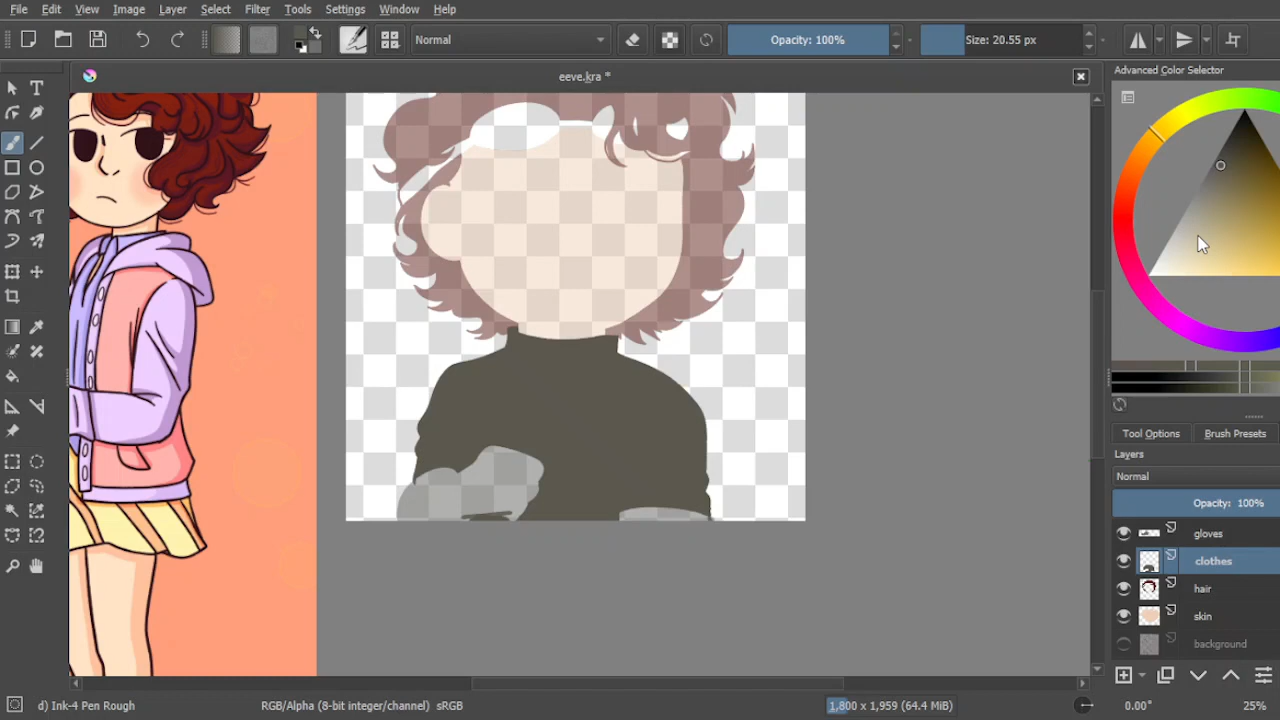 File Edit View Image Layer Select Filter Tools Settings Window Help
Normal Opacity: 100% Size: 20.55 px
eeve.kra *
Advanced Color Selector
Tool Options Brush Presets
Layers
Normal
Opacity: 100%
gloves
clothes
hair
skin
background
d) Ink-4 Pen Rough RGB/Alpha (8-bit integer/channel) sRGB 1,800 x 1,959 (64.4 MiB) 0.00° 25%